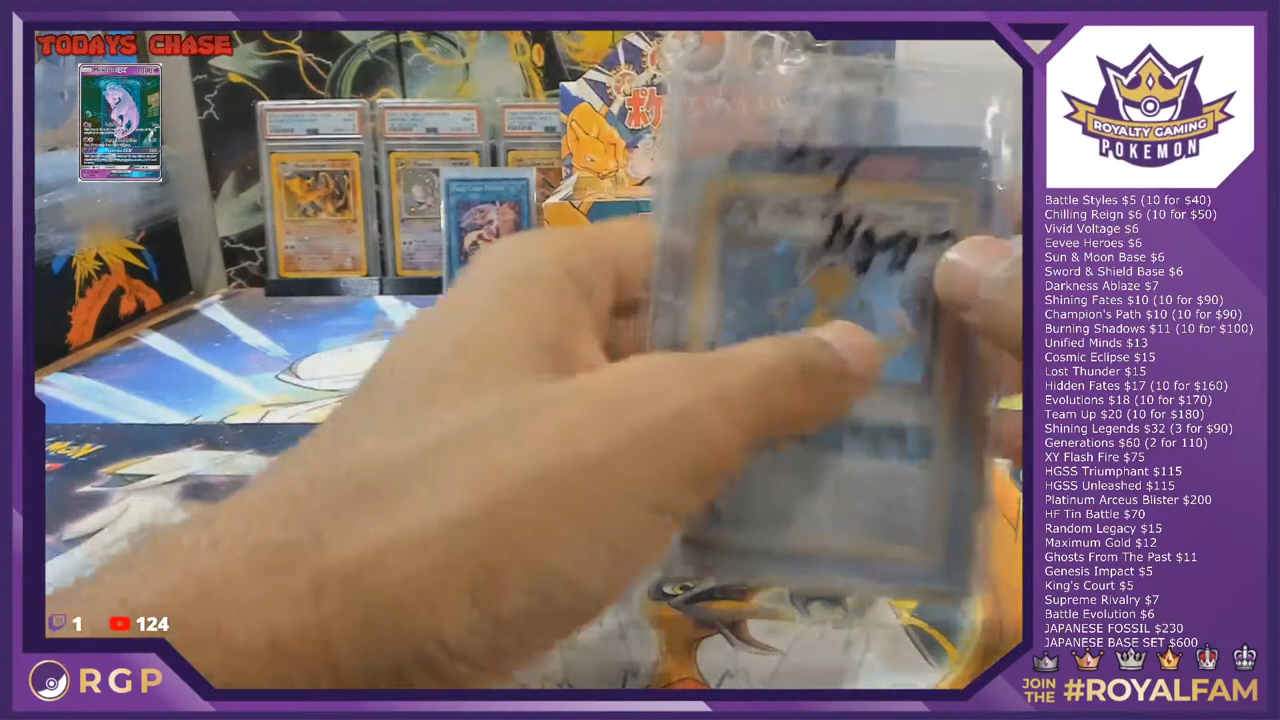 TODAYS CHASE
ROYALTY GAMING
POKEMON
Battle Styles $5 (10 for $40)
Chilling Reign $6 (10 for $50)
Vivid Voltage $6
Eevee Heroes $6
Sun & Moon Base $6
Sword & Shield Base $6
Darkness Ablaze $7
Shining Fates $10 (10 for $90)
Champion's Path $10 (10 for $90)
Burning Shadows $11 (10 for $100)
Unified Minds $13
Cosmic Eclipse $15
Lost Thunder $15
Hidden Fates $17 (10 for $160)
Evolutions $18 (10 for $170)
Team Up $20 (10 for $180)
Shining Legends $32 (3 for $90)
Generations $60 (2 for 110)
XY Flash Fire $75
HGSS Triumphant $115
HGSS Unleashed $115
Platinum Arceus Blister $200
HF Tin Battle $70
Random Legacy $15
Maximum Gold $12
Ghosts From The Past $11
Genesis Impact $5
King's Court $5
Supreme Rivalry $7
Battle Evolution $6
JAPANESE FOSSIL $230
JAPANESE BASE SET $600
1 124
RGP
JOIN THE #ROYALFAM